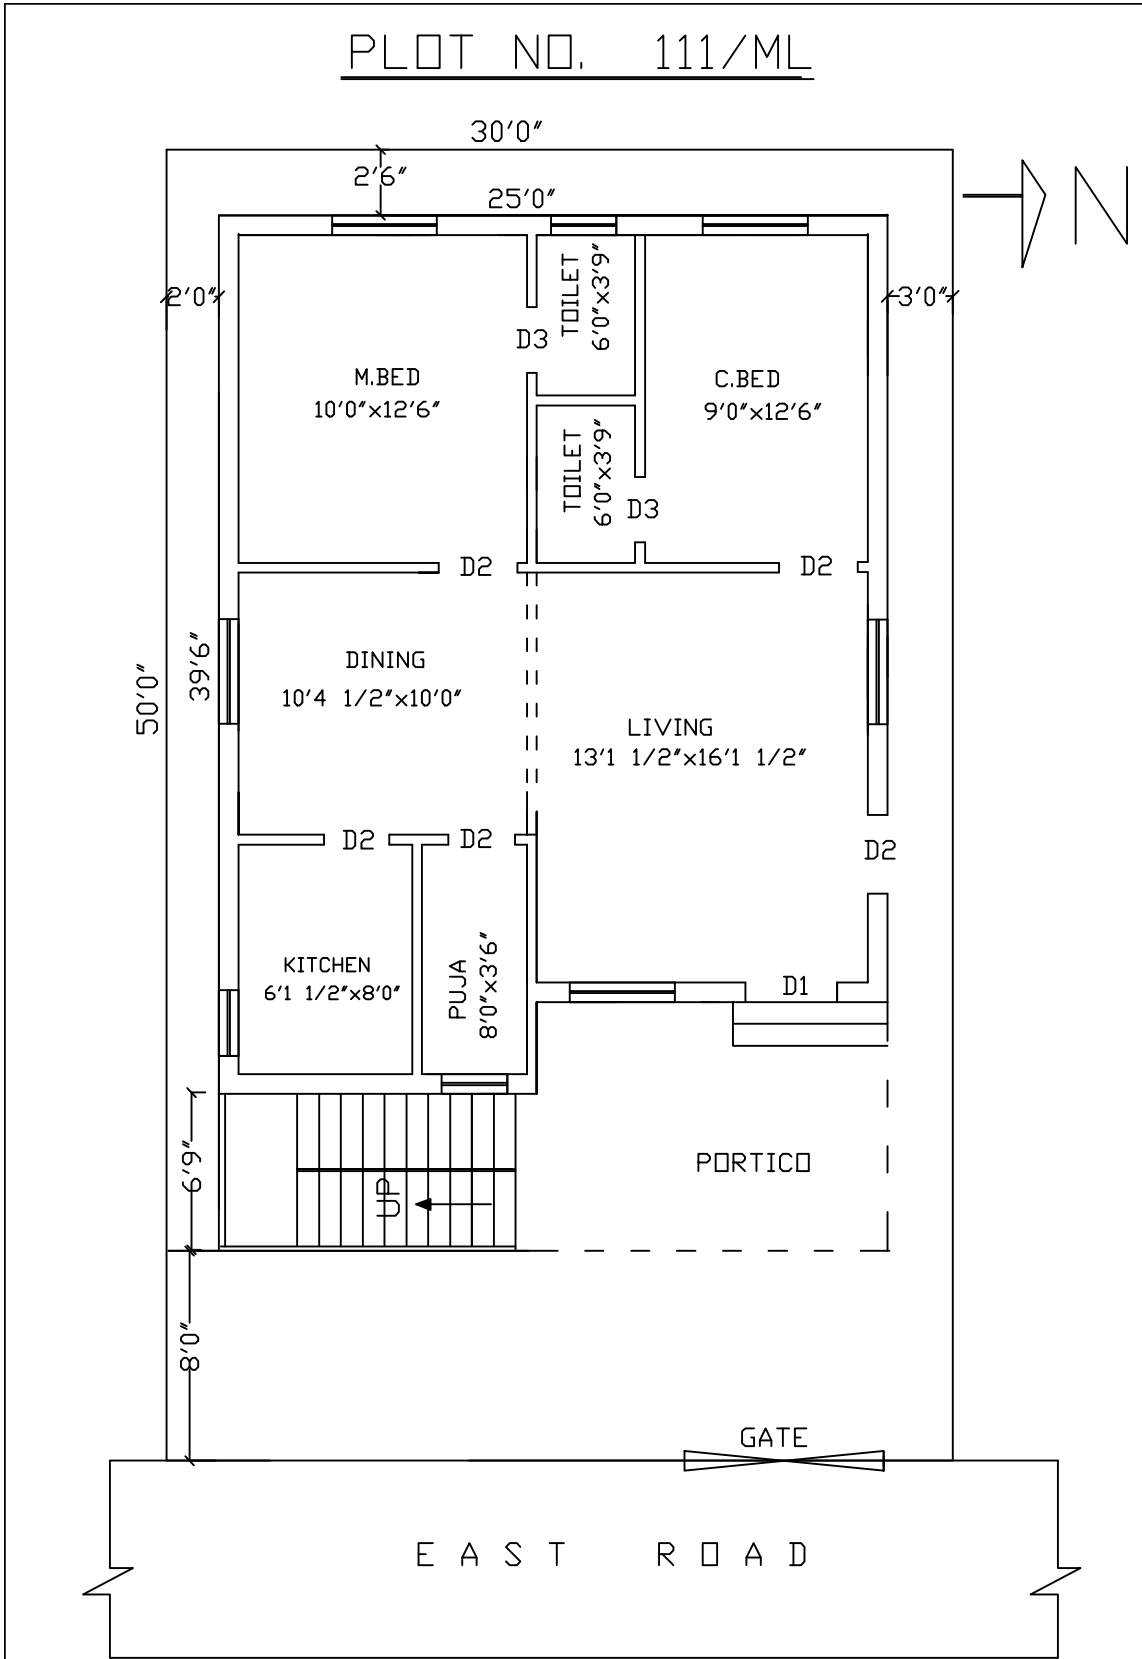 PLOT NO. 111/ML
30'0"
2'6"
25'0"
N
2'0"
3'0"
TOILET
6'0"x3'9"
D3
M.BED
10'0"x12'6"
C.BED
9'0"x12'6"
TOILET
6'0"x3'9"
D3
D2
D2
50'0"
39'6"
DINING
10'4 1/2"x10'0"
LIVING
13'1 1/2"x16'1 1/2"
D2
D2
D2
KITCHEN
6'1 1/2"x8'0"
PUJA
8'0"x3'6"
D1
6'9"
UP
PORTICO
8'0"
GATE
EAST ROAD